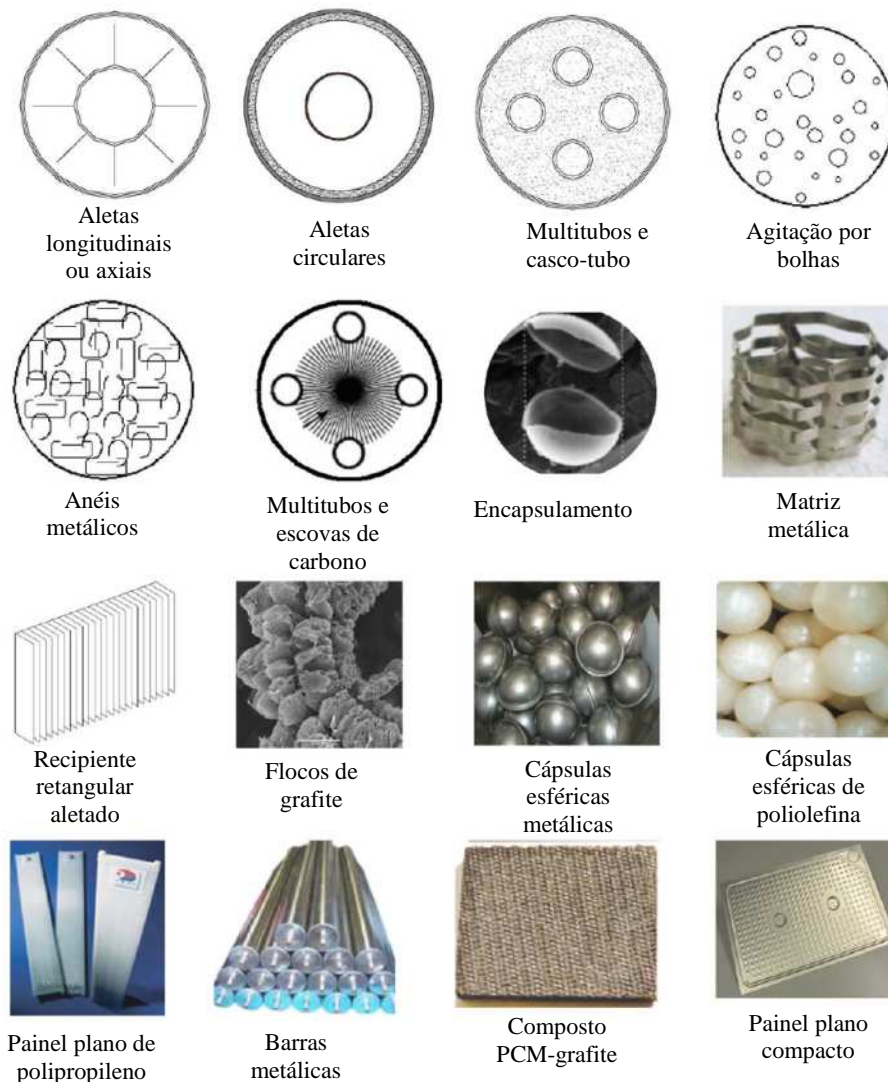 Aletas
longitudinais
ou axiais
Aletas
circulares
Multitubos e
casco-tubo
Agitação por
bolhas
Anéis
metálicos
Multitubos e
escovas de
carbono
Encapsulamento
Matriz
metálica
Recipiente
retangular
aletado
Flocos de
grafite
Cápsulas
esféricas
metálicas
Cápsulas
esféricas de
poliolefina
Painel plano de
polipropileno
Barras
metálicas
Composto
PCM-grafite
Painel plano
compacto